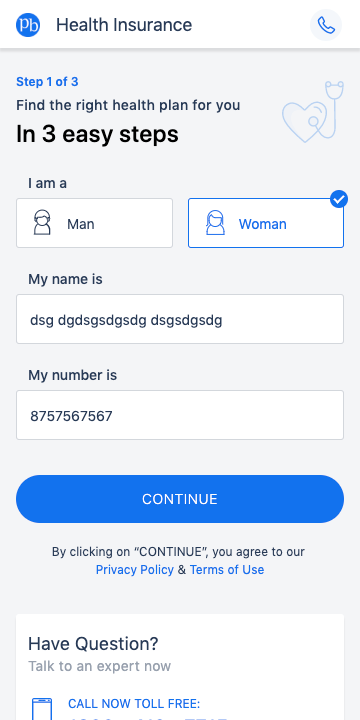 pb Health Insurance
Step 1 of 3
Find the right health plan for you
In 3 easy steps
I am a
Man
Woman
My name is
dsg dgdsgsdgsdg dsgsdgsdg
My number is
8757567567
CONTINUE
By clicking on “CONTINUE”, you agree to our
Privacy Policy & Terms of Use
Have Question?
Talk to an expert now
CALL NOW TOLL FREE: